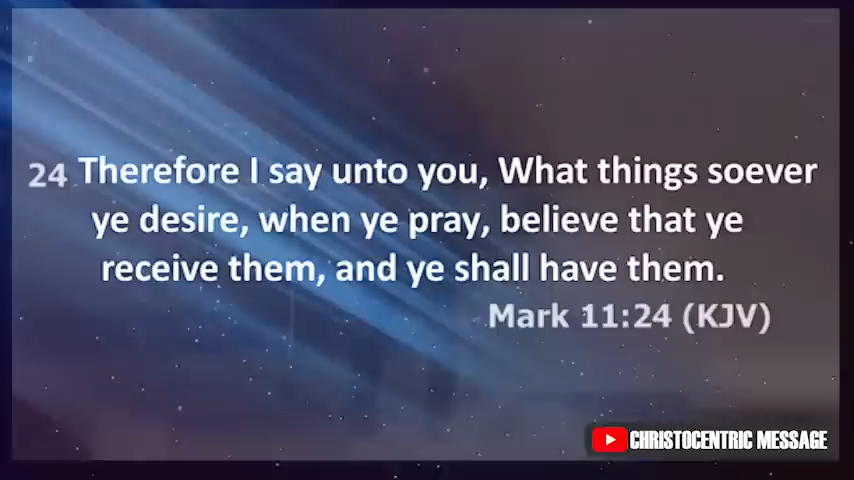 24 Therefore I say unto you, What things soever
ye desire, when ye pray, believe that ye
receive them, and ye shall have them.
Mark 11:24 (KJV)
CHRISTOCENTRIC MESSAGE